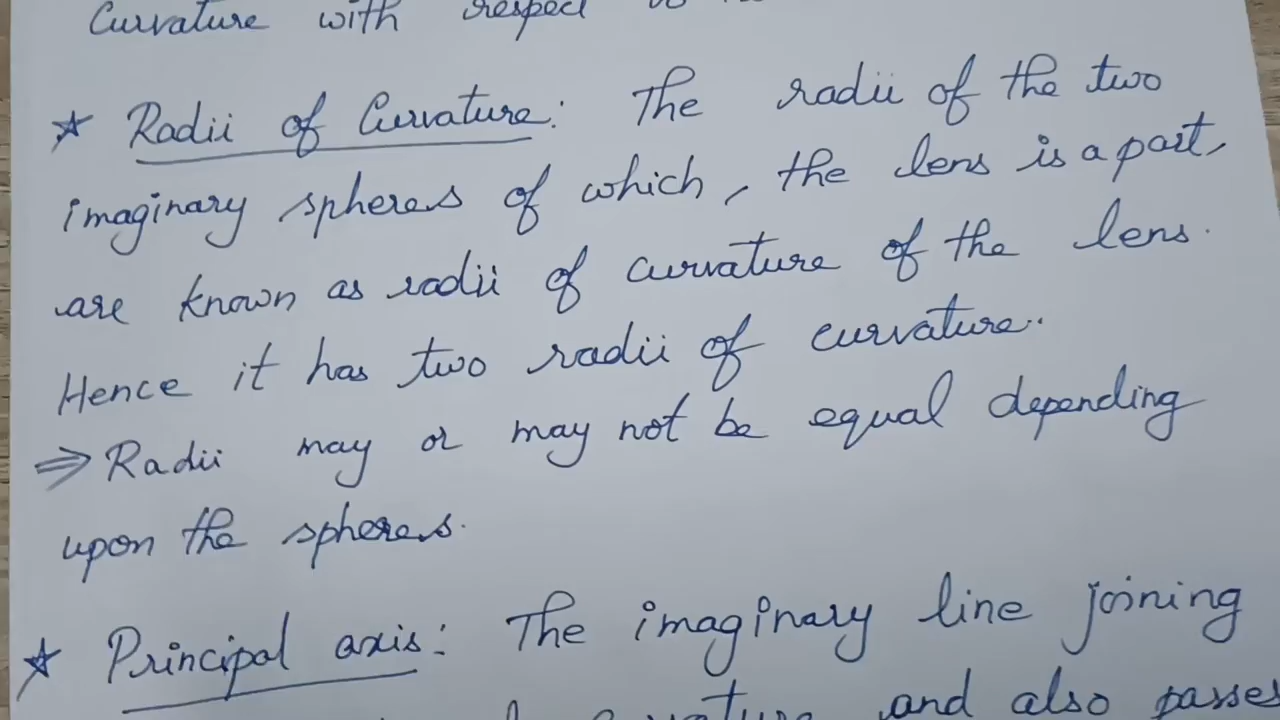 Curvature with respect
☆ Radii of Curvature: The radii of the two
imaginary spheres of which, the lens is a part,
are known as radii of curvature of the lens.
Hence it has two radii of curvature..
⇒ Radii may or may not be equal depending
upon the spheres.
☆ Principal axis: The imaginary line joining
and also passes